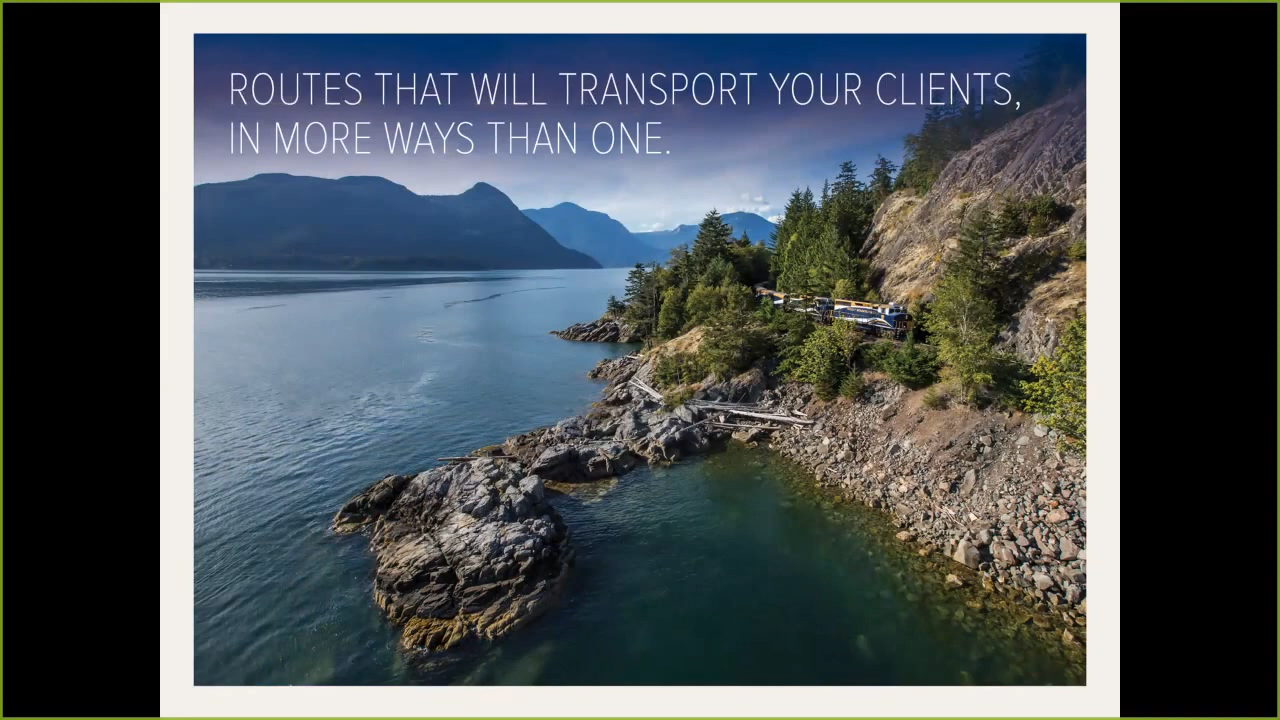 ROUTES THAT WILL TRANSPORT YOUR CLIENTS,
IN MORE WAYS THAN ONE.